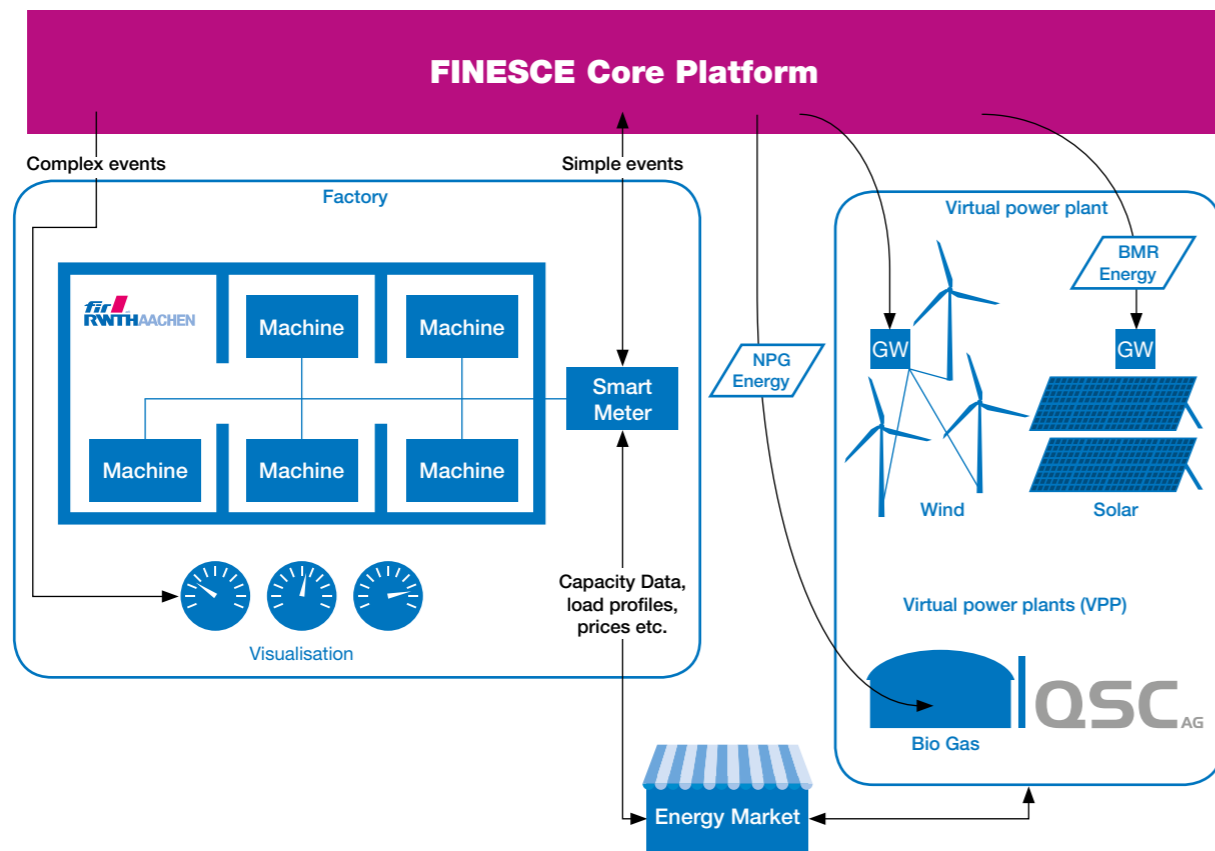 FINESCE Core Platform
Complex events
Simple events
Factory
Virtual power plant
fir
RWTHAACHEN
Machine
Machine
BMR
Energy
GW
GW
NPG
Energy
Smart
Meter
Machine
Machine
Machine
Wind
Solar
Capacity Data,
load profiles,
prices etc.
Visualisation
Virtual power plants (VPP)
QSC AG
Bio Gas
Energy Market